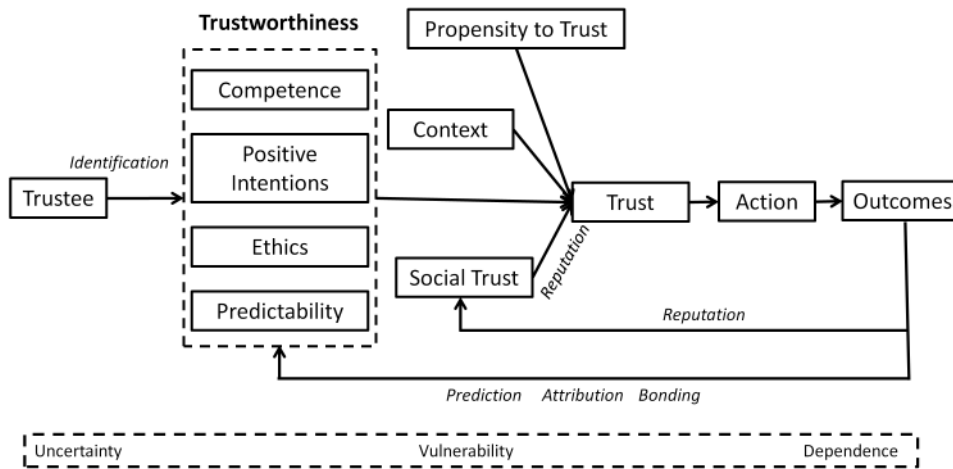 Trustworthiness
Propensity to Trust
Competence
Context
Identification
Positive
Intentions
Trustee
Trust
Action
Outcomes
Ethics
Reputation
Social Trust
Predictability
Reputation
Prediction Attribution Bonding
Uncertainty Vulnerability Dependence